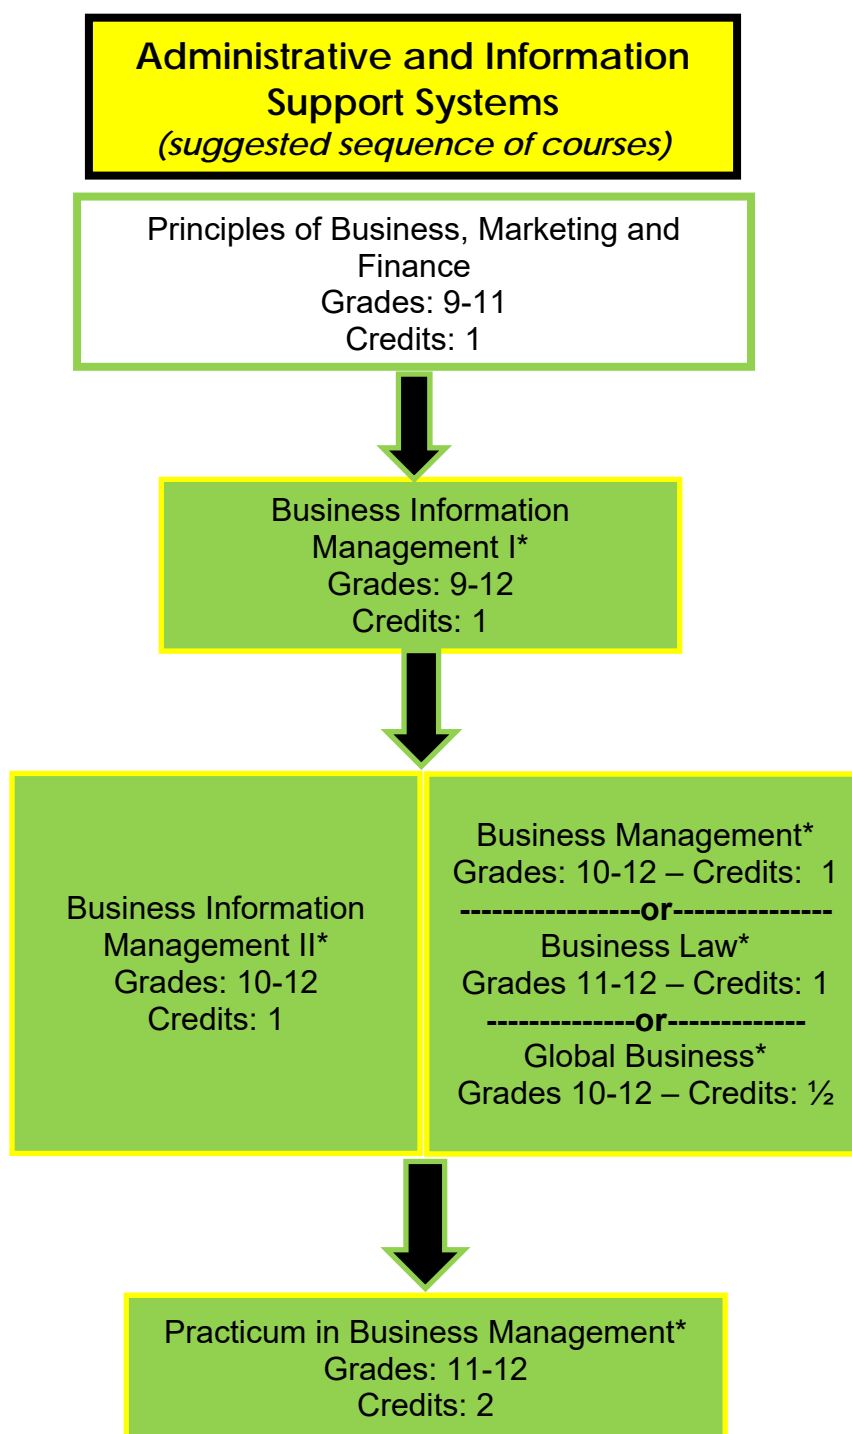 Administrative and Information
Support Systems
(suggested sequence of courses)
Principles of Business, Marketing and
Finance
Grades: 9-11
Credits: 1
Business Information
Management I*
Grades: 9-12
Credits: 1
Business Information
Management II*
Grades: 10-12
Credits: 1
Business Management*
Grades: 10-12 – Credits:  1
-----------------or---------------
Business Law*
Grades 11-12 – Credits: 1
--------------or-------------
Global Business*
Grades 10-12 – Credits: ½
Practicum in Business Management*
Grades: 11-12
Credits: 2